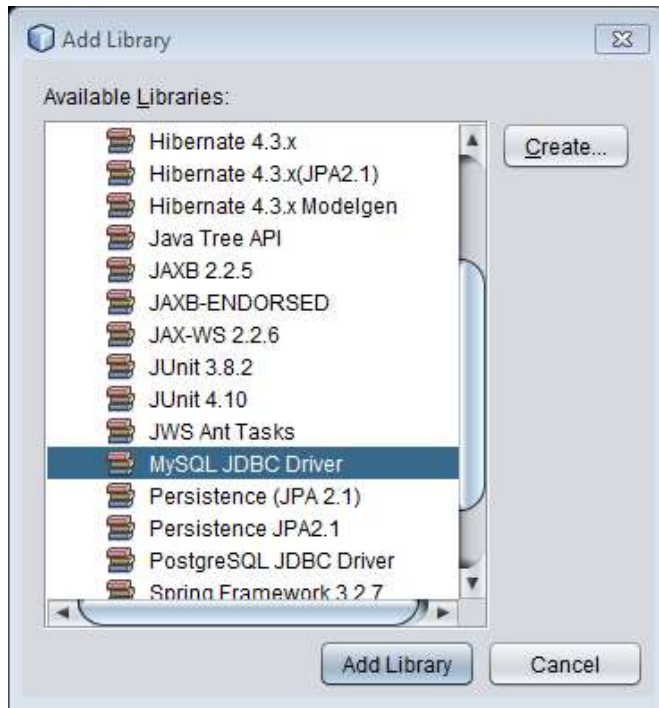 Add Library
Available Libraries:
Hibernate 4.3.x
Hibernate 4.3.x(JPA2.1)
Hibernate 4.3.x Modelgen
Java Tree API
JAXB 2.2.5
JAXB-ENDORSED
JAX-WS 2.2.6
JUnit 3.8.2
JUnit 4.10
JWS Ant Tasks
MySQL JDBC Driver
Persistence (JPA 2.1)
Persistence JPA2.1
PostgreSQL JDBC Driver
Spring Framework 3.2.7
Create...
Add Library
Cancel